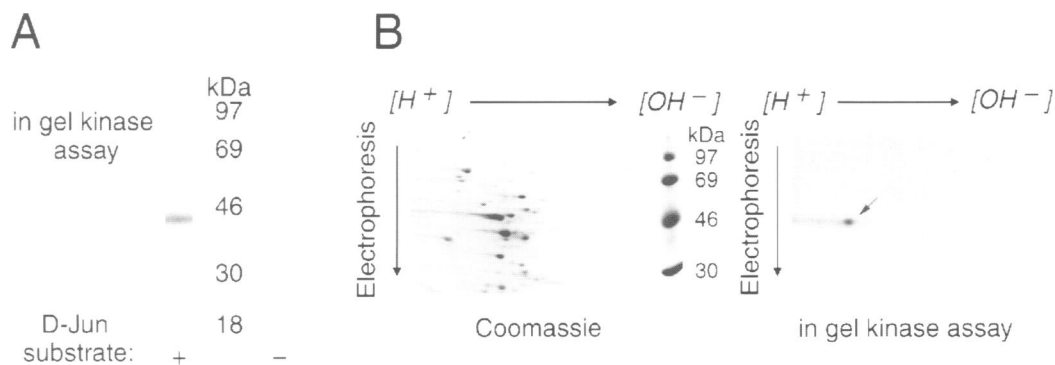 A
in gel kinase
assay
kDa
97
69
46
30
18
D-Jun
substrate: + −
B
[H+] [OH−]
Electrophoresis
kDa
97
69
46
30
Coomassie
[H+] [OH−]
Electrophoresis
in gel kinase assay